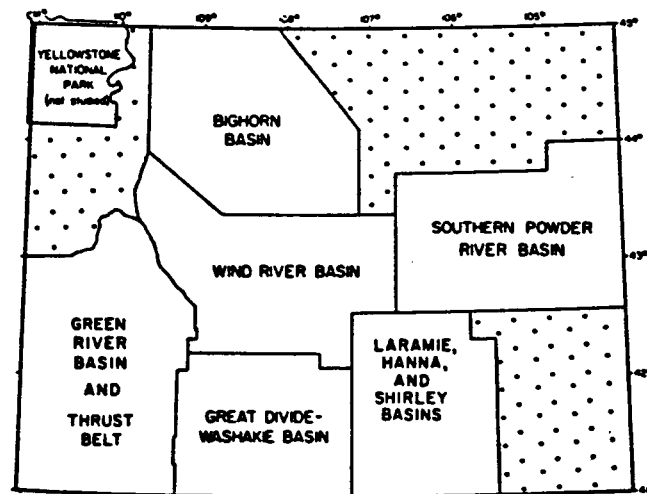 109° 108° 107° 106° 105°
45°
YELLOWSTONE
NATIONAL
PARK
(not studied)
BIGHORN
BASIN
44°
SOUTHERN POWDER
RIVER BASIN
WIND RIVER BASIN
43°
GREEN
RIVER
BASIN
AND
THRUST
BELT
LARAMIE,
HANNA,
AND
SHIRLEY
BASINS
42°
GREAT DIVIDE-
WASHAKIE BASIN